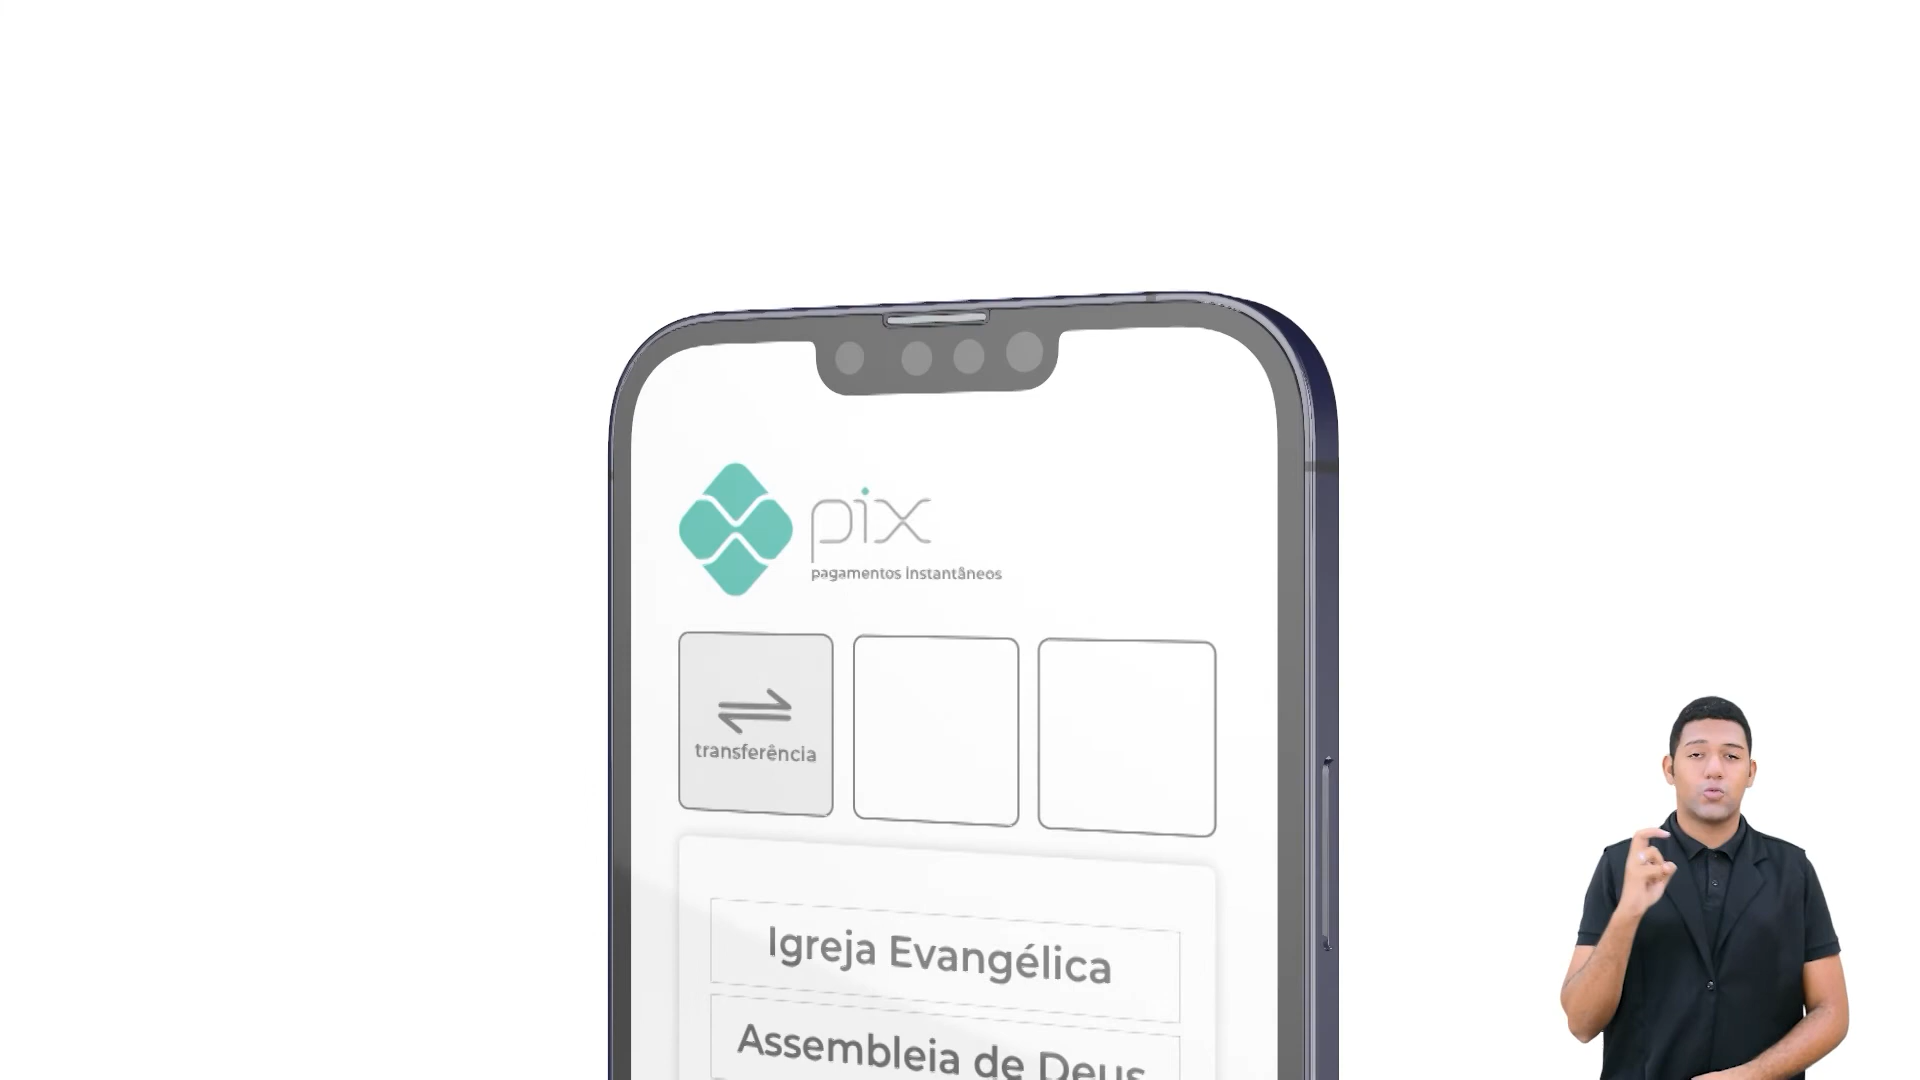 pix
pagamentos instantâneos
transferência
Igreja Evangélica
Assembleia de Deus